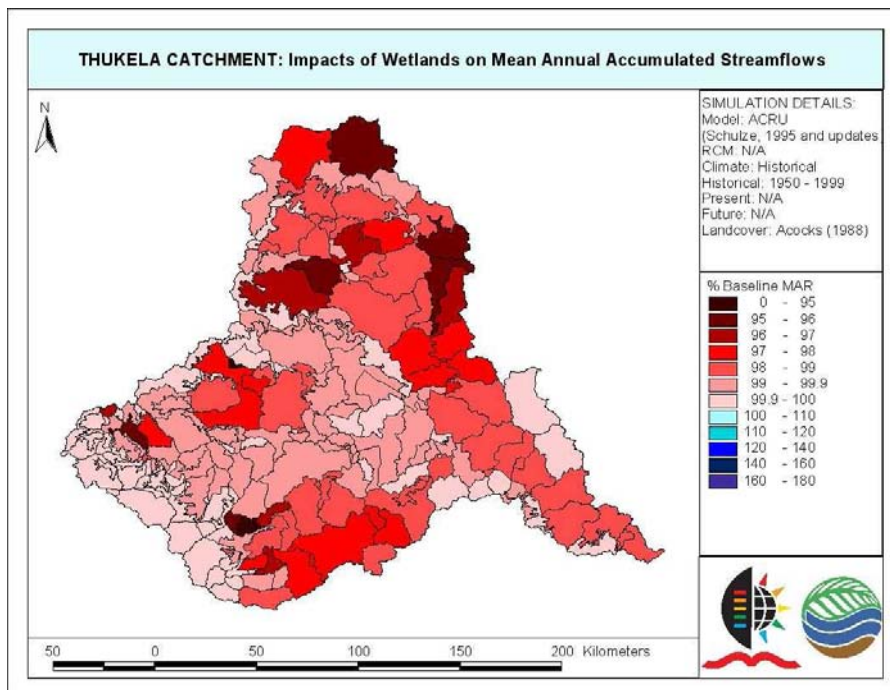 THUKELA CATCHMENT: Impacts of Wetlands on Mean Annual Accumulated Streamflows
N
SIMULATION DETAILS:
Model: ACRU
(Schulze, 1995 and updates
RCM: N/A
Climate: Historical
Historical: 1950 - 1999
Present: N/A
Future: N/A
Landcover: Acocks (1988)
% Baseline MAR
0 - 95
95 - 96
96 - 97
97 - 98
98 - 99
99 - 99.9
99.9 - 100
100 - 110
110 - 120
120 - 140
140 - 160
160 - 180
50 0 50 100 150 200 Kilometers